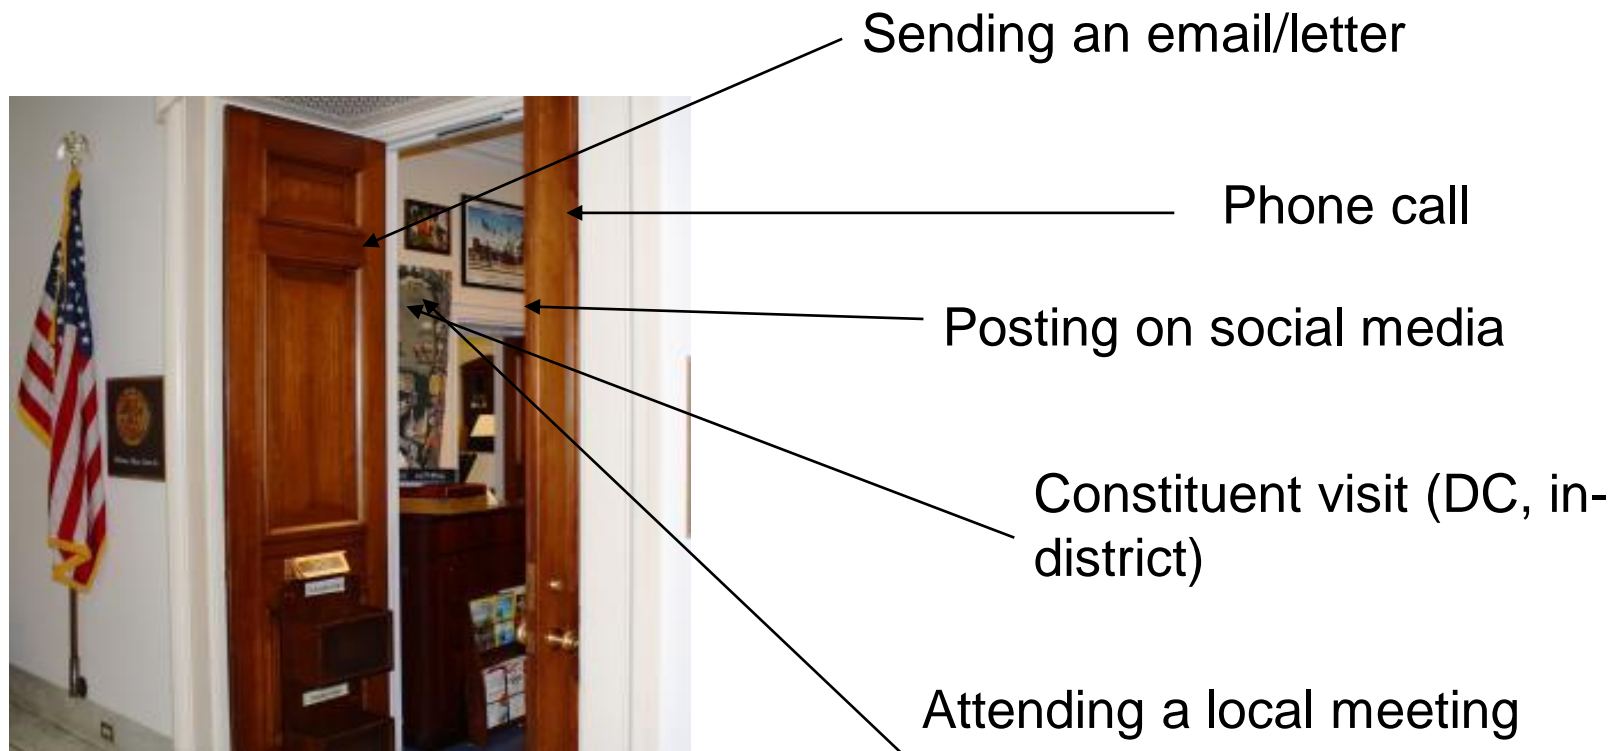 Sending an email/letter
Phone call
Posting on social media
Constituent visit (DC, in-
district)
Attending a local meeting